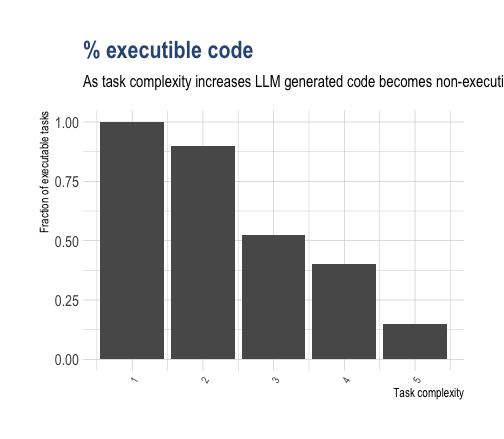 % executible code
As task complexity increases LLM generated code becomes non-executi
Fraction of executable tasks
1.00
0.75
0.50
0.25
0.00
1
2
3
4
5
Task complexity